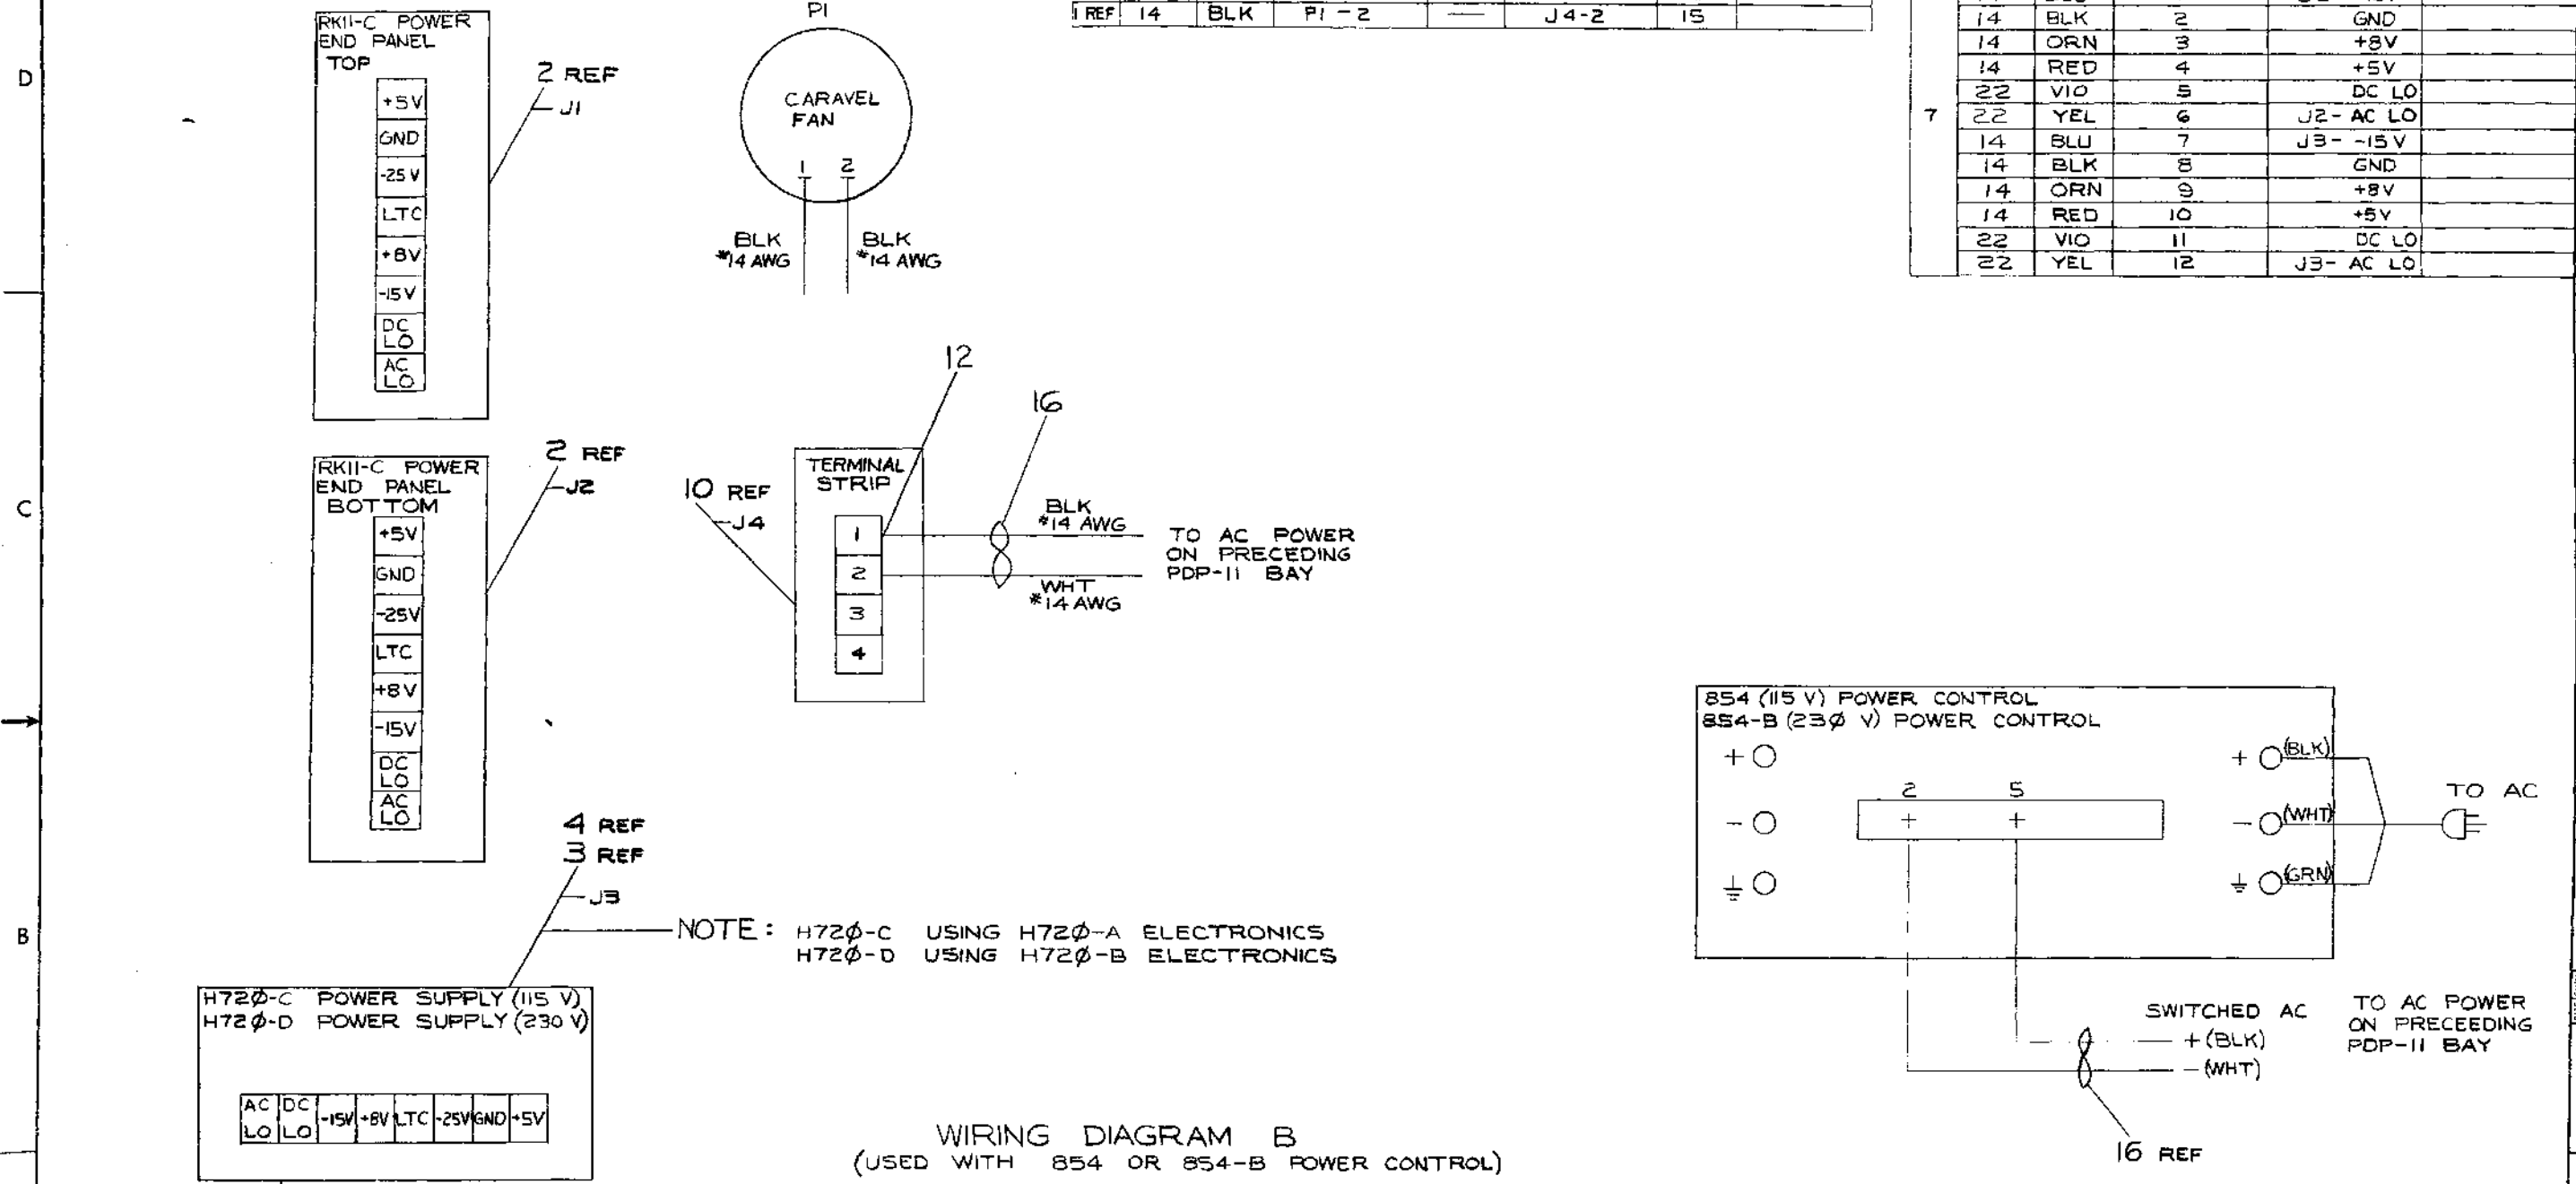 RK11-C POWER
END PANEL
TOP
+5V
GND
-25 V
LTC
+8V
-15 V
DC
LO
AC
LO
2 REF
J1
P1
CARAVEL
FAN
1 2
BLK
#14 AWG
BLK
#14 AWG
1 REF 14 BLK P1 - 2 — J4-2 15
14 BLK 2 GND
14 ORN 3 +8V
14 RED 4 +5V
22 VIO 5 DC LO
7 22 YEL 6 J2- AC LO
14 BLU 7 J3- -15V
14 BLK 8 GND
14 ORN 9 +8V
14 RED 10 +5V
22 VIO 11 DC LO
22 YEL 12 J3- AC LO
D
C
B
RK11-C POWER
END PANEL
BOTTOM
+5V
GND
-25V
LTC
+8V
-15V
DC
LO
AC
LO
2 REF
J2
12
16
10 REF
J4
TERMINAL
STRIP
1
2
3
4
BLK
#14 AWG
WHT
#14 AWG
TO AC POWER
ON PRECEDING
PDP-11 BAY
4 REF
3 REF
J3
NOTE: H72Ø-C USING H72Ø-A ELECTRONICS
H72Ø-D USING H72Ø-B ELECTRONICS
H72Ø-C POWER SUPPLY (115 V)
H72Ø-D POWER SUPPLY (230 V)
AC LO DC LO -15V +8V LTC -25V GND +5V
854 (115 V) POWER CONTROL
854-B (23Ø V) POWER CONTROL
+
-
2 5
+ +
+ (BLK)
- (WHT)
(GRN)
TO AC
SWITCHED AC
+ (BLK)
- (WHT)
TO AC POWER
ON PRECEEDING
PDP-11 BAY
16 REF
WIRING DIAGRAM B
(USED WITH 854 OR 854-B POWER CONTROL)